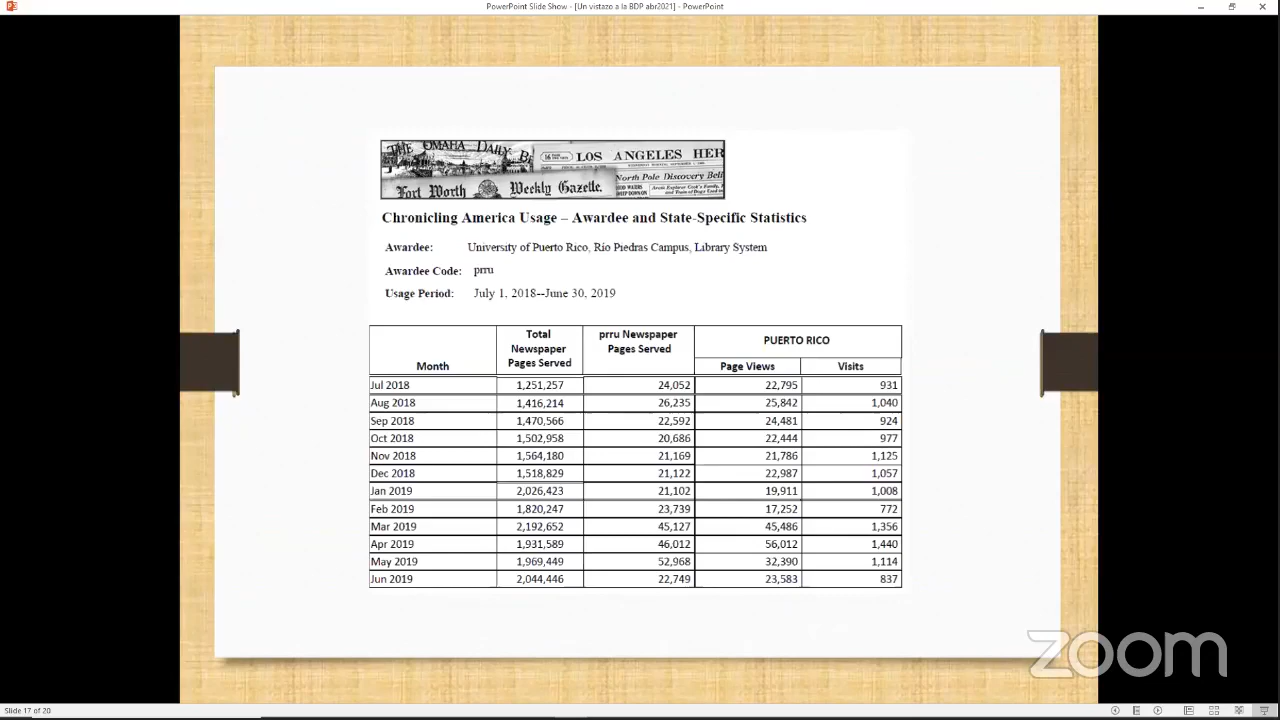 PowerPoint Slide Show - [Un vistazo a la BDP abr2021] - PowerPoint
THE OMAHA DAILY B
LOS ANGELES HER
North Pole Discovery Bell
Fort Worth Weekly Gazette.
Chronicling America Usage – Awardee and State-Specific Statistics
Awardee: University of Puerto Rico, Río Piedras Campus, Library System
Awardee Code: prru
Usage Period: July 1, 2018--June 30, 2019
Month Total Newspaper Pages Served prru Newspaper Pages Served PUERTO RICO
Page Views Visits
Jul 2018 1,251,257 24,052 22,795 931
Aug 2018 1,416,214 26,235 25,842 1,040
Sep 2018 1,470,566 22,592 24,481 924
Oct 2018 1,502,958 20,686 22,444 977
Nov 2018 1,564,180 21,169 21,786 1,125
Dec 2018 1,518,829 21,122 22,987 1,057
Jan 2019 2,026,423 21,102 19,911 1,008
Feb 2019 1,820,247 23,739 17,252 772
Mar 2019 2,192,652 45,127 45,486 1,356
Apr 2019 1,931,589 46,012 56,012 1,440
May 2019 1,969,449 52,968 32,390 1,114
Jun 2019 2,044,446 22,749 23,583 837
zoom
Slide 17 of 20